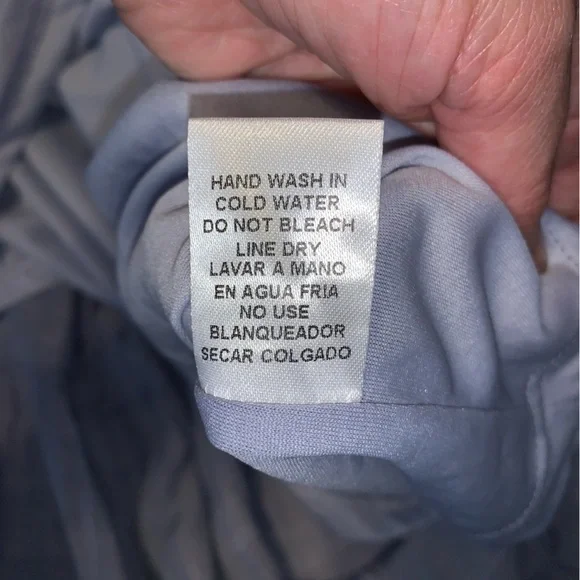 HAND WASH IN
COLD WATER
DO NOT BLEACH
LINE DRY
LAVAR A MANO
EN AGUA FRIA
NO USE
BLANQUEADOR
SECAR COLGADO